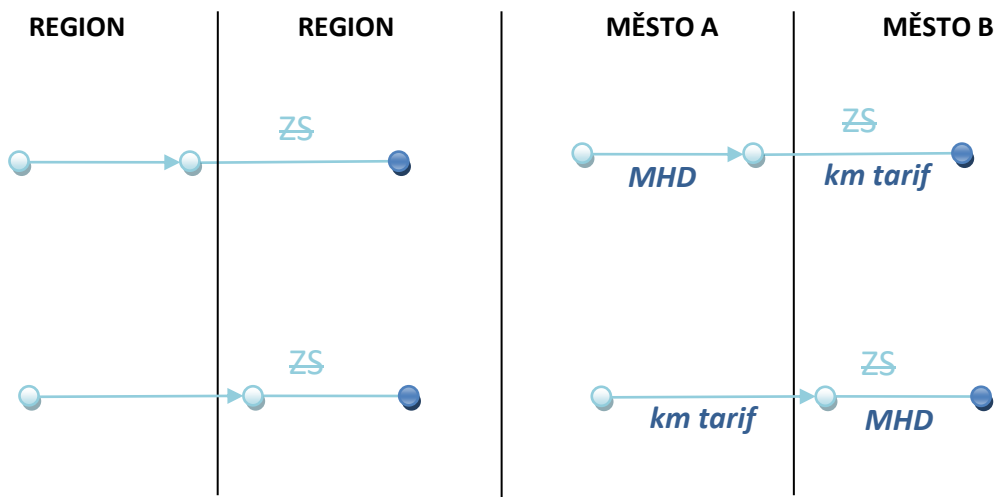 REGION REGION MĚSTO A MĚSTO B
ZS ZS
MHD km tarif
ZS ZS
km tarif MHD